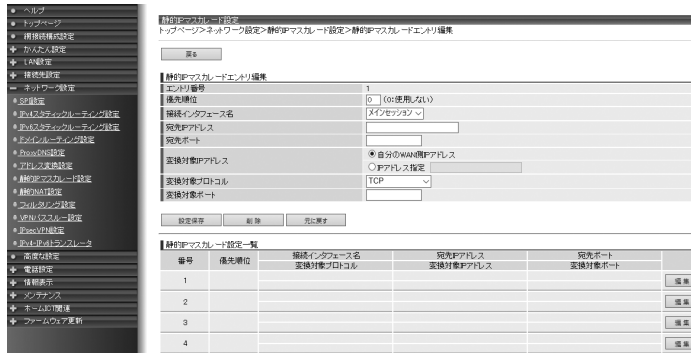 ヘルプ
トップページ
網接続構成設定
かんたん設定
LAN設定
接続先設定
ネットワーク設定
SPI設定
IPv4スタティックルーティング設定
IPv6スタティックルーティング設定
ドメインルーティング設定
ProxyDNS設定
アドレス変換設定
静的IPマスカレード設定
静的NAT設定
フィルタリング設定
VPNパススルー設定
IPsecVPN設定
IPv4-IPv6トランスレータ
高度な設定
電話設定
情報表示
メンテナンス
ホームIOT関連
ファームウェア更新
静的IPマスカレード設定
トップページ>ネットワーク設定>静的IPマスカレード設定>静的IPマスカレードエントリ編集
戻る
静的IPマスカレードエントリ編集
エントリ番号 1
優先順位 0 (0:使用しない)
接続インタフェース名 メインセッション
宛先IPアドレス
宛先ポート
変換対象IPアドレス 自分のWAN側IPアドレス
IPアドレス指定
変換対象プロトコル TCP
変換対象ポート
設定保存 削除 元に戻す
静的IPマスカレード設定一覧
番号 優先順位 接続インタフェース名 宛先IPアドレス 宛先ポート
変換対象プロトコル 変換対象IPアドレス 変換対象ポート
1 編集
2 編集
3 編集
4 編集